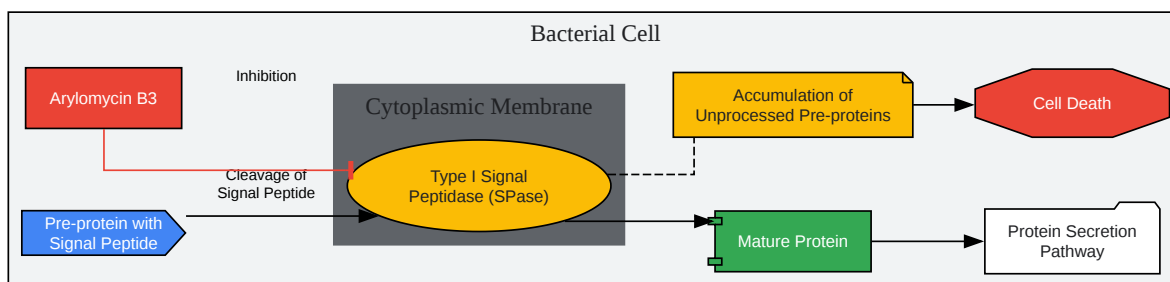 Bacterial Cell
Inhibition
Arylomycin B3
Cytoplasmic Membrane
Accumulation of
Unprocessed Pre-proteins
Cell Death
Cleavage of
Signal Peptide
Type I Signal
Peptidase (SPase)
Pre-protein with
Signal Peptide
Mature Protein
Protein Secretion
Pathway